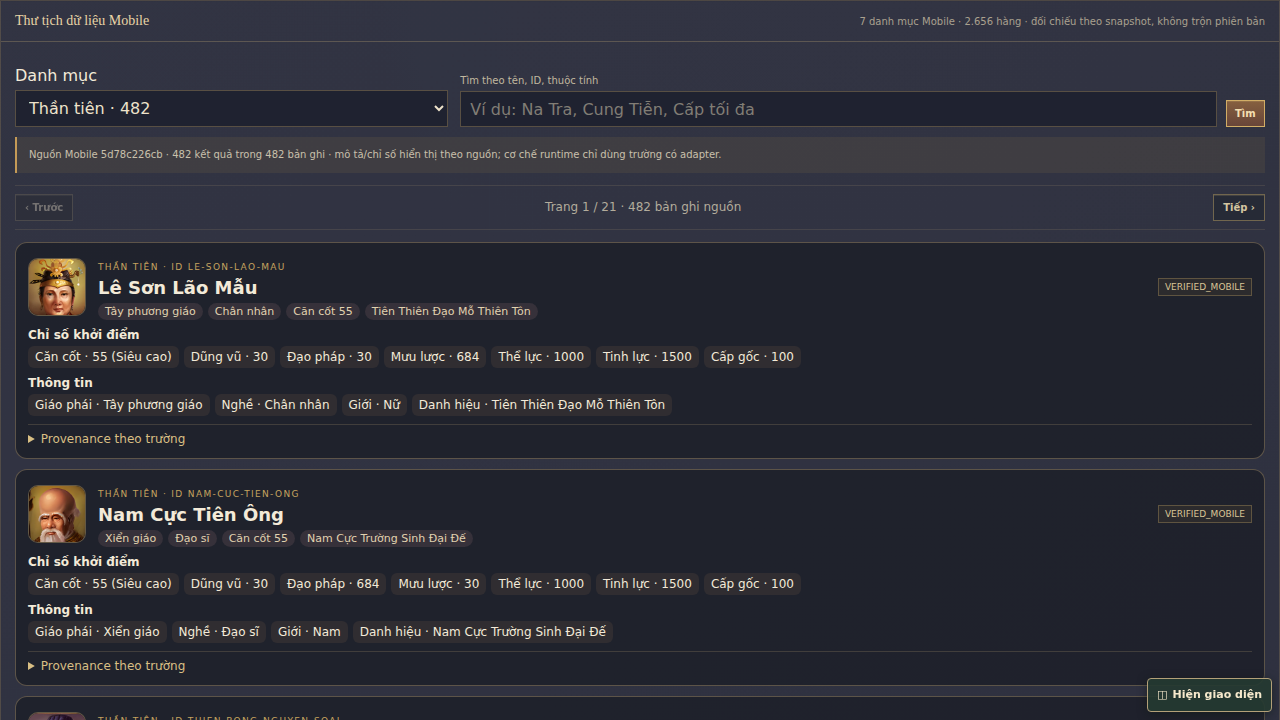 Thư tịch dữ liệu Mobile
7 danh mục Mobile · 2.656 hàng · đối chiếu theo snapshot, không trộn phiên bản
Danh mục
Tìm theo tên, ID, thuộc tính
Thần tiên · 482
Ví dụ: Na Tra, Cung Tiễn, Cấp tối đa
Tìm
Nguồn Mobile 5d78c226cb · 482 kết quả trong 482 bản ghi · mô tả/chỉ số hiển thị theo nguồn; cơ chế runtime chỉ dùng trường có adapter.
‹ Trước
Trang 1 / 21 · 482 bản ghi nguồn
Tiếp ›
THẦN TIÊN · ID LE-SON-LAO-MAU
Lê Sơn Lão Mẫu
VERIFIED_MOBILE
Tây phương giáo Chân nhân Căn cốt 55 Tiên Thiên Đạo Mỗ Thiên Tôn
Chỉ số khởi điểm
Căn cốt · 55 (Siêu cao) Dũng vũ · 30 Đạo pháp · 30 Mưu lược · 684 Thể lực · 1000 Tinh lực · 1500 Cấp gốc · 100
Thông tin
Giáo phái · Tây phương giáo Nghề · Chân nhân Giới · Nữ Danh hiệu · Tiên Thiên Đạo Mỗ Thiên Tôn
▶ Provenance theo trường
THẦN TIÊN · ID NAM-CUC-TIEN-ONG
Nam Cực Tiên Ông
VERIFIED_MOBILE
Xiển giáo Đạo sĩ Căn cốt 55 Nam Cực Trường Sinh Đại Đế
Chỉ số khởi điểm
Căn cốt · 55 (Siêu cao) Dũng vũ · 30 Đạo pháp · 684 Mưu lược · 30 Thể lực · 1000 Tinh lực · 1500 Cấp gốc · 100
Thông tin
Giáo phái · Xiển giáo Nghề · Đạo sĩ Giới · Nam Danh hiệu · Nam Cực Trường Sinh Đại Đế
▶ Provenance theo trường
Hiện giao diện
THẦN TIÊN · ID THIEN-BONG-NGUYEN-SOAI